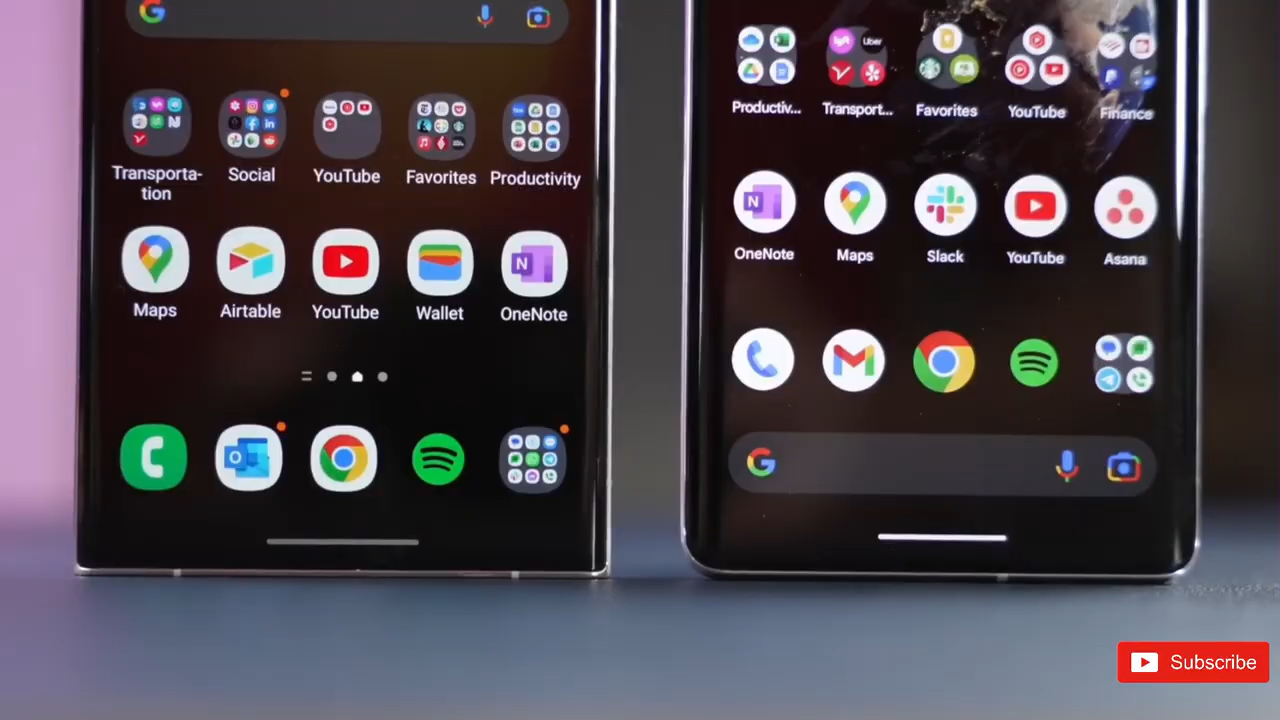 Transporta-
tion
Social
YouTube
Favorites
Productivity
Maps
Airtable
YouTube
Wallet
OneNote
Productiv...
Transport...
Favorites
YouTube
Finance
Uber
OneNote
Maps
Slack
YouTube
Asana
Subscribe